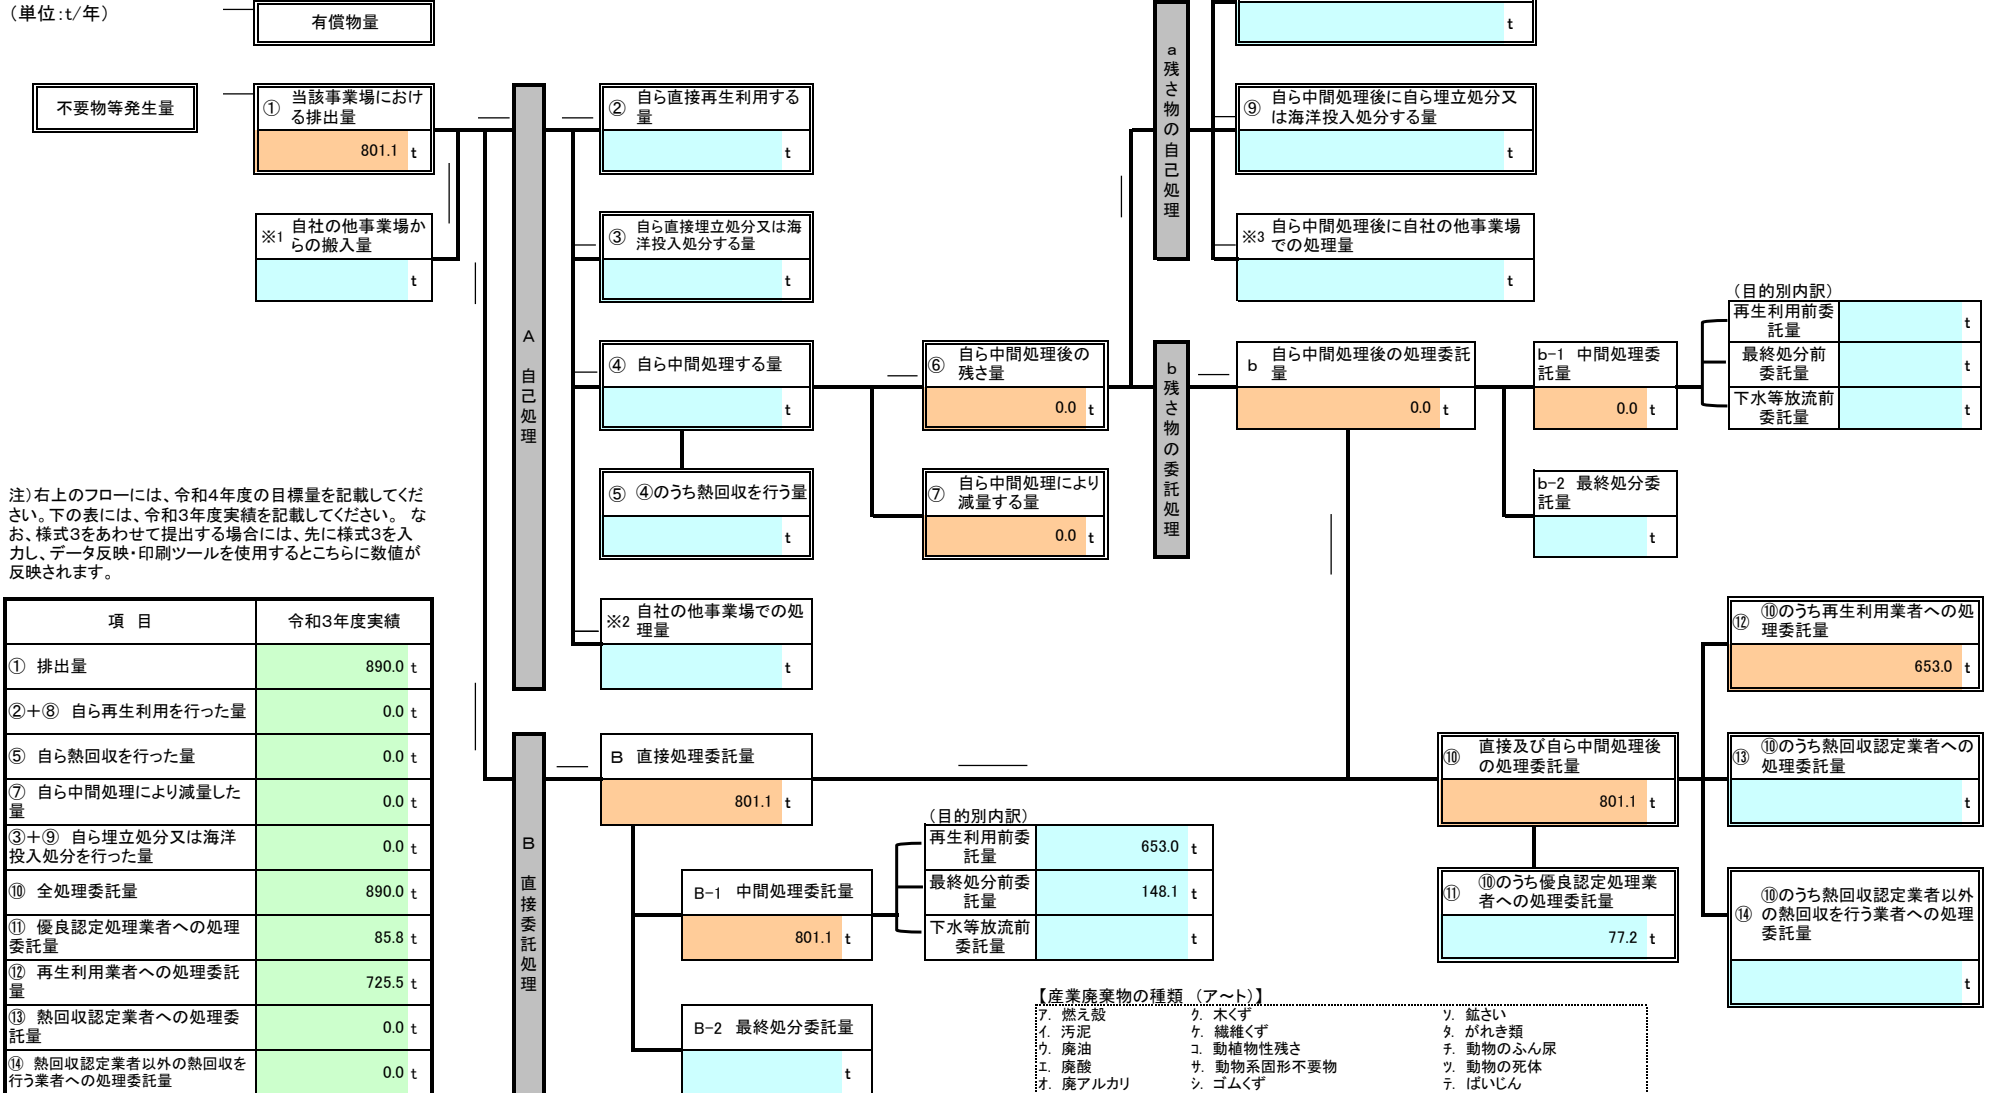 （単位：t/年）
有償物量
t
不要物等発生量
① 当該事業場におけ
る排出量
801.1 t
※1 自社の他事業場か
らの搬入量
t
A 自己処理
② 自ら直接再生利用する
量
t
③ 自ら直接埋立処分又は海
洋投入処分する量
t
④ 自ら中間処理する量
t
⑤ ④のうち熱回収を行う量
t
※2 自社の他事業場での処
理量
t
⑥ 自ら中間処理後の
残さ量
0.0 t
⑦ 自ら中間処理により
減量する量
0.0 t
a 残さ物の自己処理
⑨ 自ら中間処理後に自ら埋立処分又
は海洋投入処分する量
t
※3 自ら中間処理後に自社の他事業場
での処理量
t
b 残さ物の委託処理
b 自ら中間処理後の処理委託
量
0.0 t
b-1 中間処理委
託量
0.0 t
b-2 最終処分委
託量
t
（目的別内訳）
再生利用前委
託量
t
最終処分前
委託量
t
下水等放流前
委託量
t
注）右上のフローには、令和4年度の目標量を記載してくだ
さい。下の表には、令和3年度実績を記載してください。 な
お、様式3をあわせて提出する場合には、先に様式3を入
力し、データ反映・印刷ツールを使用するとこちらに数値が
反映されます。
項 目 令和3年度実績
① 排出量 890.0 t
②＋⑧ 自ら再生利用を行った量 0.0 t
⑤ 自ら熱回収を行った量 0.0 t
⑦ 自ら中間処理により減量した
量 0.0 t
③＋⑨ 自ら埋立処分又は海洋
投入処分を行った量 0.0 t
⑩ 全処理委託量 890.0 t
⑪ 優良認定処理業者への処理
委託量 85.8 t
⑫ 再生利用業者への処理委託
量 725.5 t
⑬ 熱回収認定業者への処理委
託量 0.0 t
⑭ 熱回収認定業者以外の熱回収を
行う業者への処理委託量 0.0 t
B 直接委託処理
B 直接処理委託量
801.1 t
B-1 中間処理委託量
801.1 t
B-2 最終処分委託量
t
（目的別内訳）
再生利用前委
託量
653.0 t
最終処分前委
託量
148.1 t
下水等放流前
委託量
t
⑩ 直接及び自ら中間処理後
の処理委託量
801.1 t
⑪ ⑩のうち優良認定処理業
者への処理委託量
77.2 t
⑫ ⑩のうち再生利用業者への処
理委託量
653.0 t
⑬ ⑩のうち熱回収認定業者への
処理委託量
t
⑭ ⑩のうち熱回収認定業者以外
の熱回収を行う業者への処理
委託量
t
【産業廃棄物の種類 （ア～ト）】
ア. 燃え殻 ク. 木くず ソ. 鉱さい
イ. 汚泥 ケ. 繊維くず タ. がれき類
ウ. 廃油 コ. 動植物性残さ チ. 動物のふん尿
エ. 廃酸 サ. 動物系固形不要物 ツ. 動物の死体
オ. 廃アルカリ シ. ゴムくず テ. ばいじん